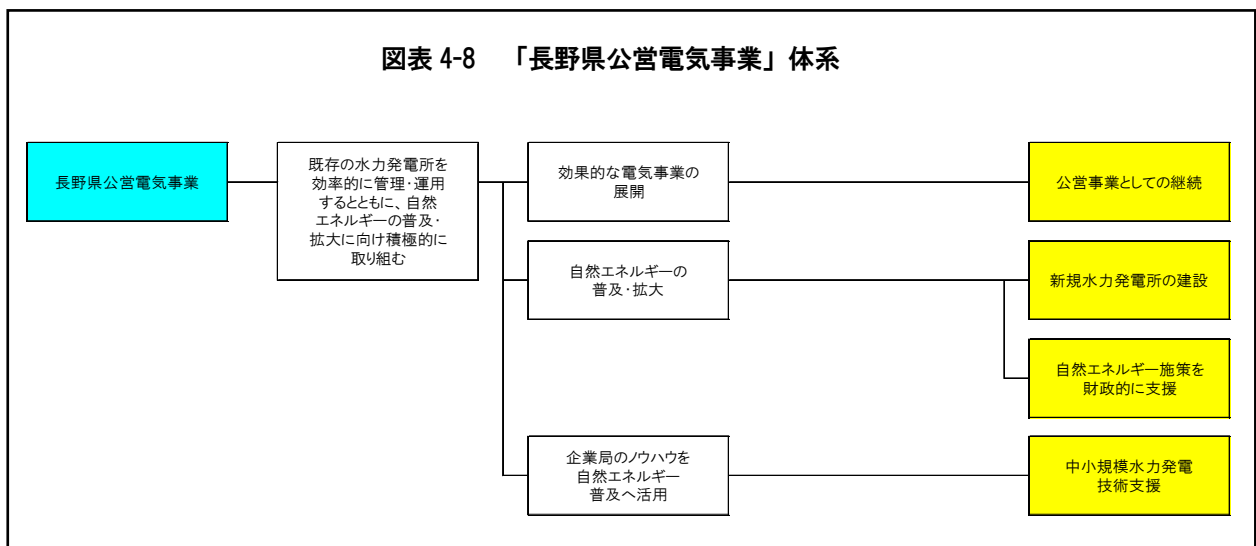 図表 4-8 「長野県公営電気事業」体系
長野県公営電気事業
既存の水力発電所を
効率的に管理・運用
するとともに、自然
エネルギーの普及・
拡大に向け積極的に
取り組む
効果的な電気事業の
展開
公営事業としての継続
自然エネルギーの
普及・拡大
新規水力発電所の建設
自然エネルギー施策を
財政的に支援
企業局のノウハウを
自然エネルギー
普及へ活用
中小規模水力発電
技術支援